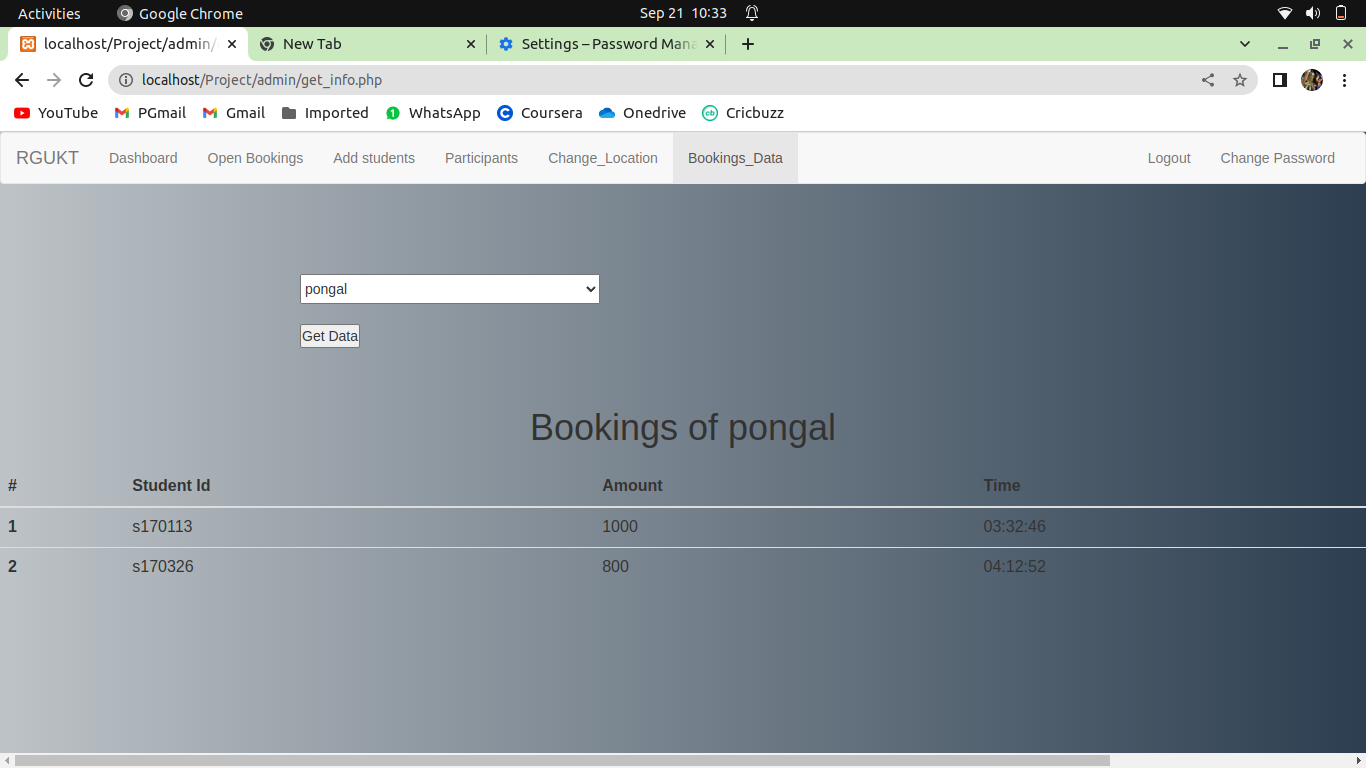 Activities Google Chrome Sep 21 10:33
localhost/Project/admin/ New Tab Settings – Password Mana
localhost/Project/admin/get_info.php
YouTube PGmail Gmail Imported 1 WhatsApp Coursera Onedrive cb Cricbuzz
RGUKT Dashboard Open Bookings Add students Participants Change_Location Bookings_Data Logout Change Password
pongal
Get Data
Bookings of pongal
# Student Id Amount Time
1 s170113 1000 03:32:46
2 s170326 800 04:12:52